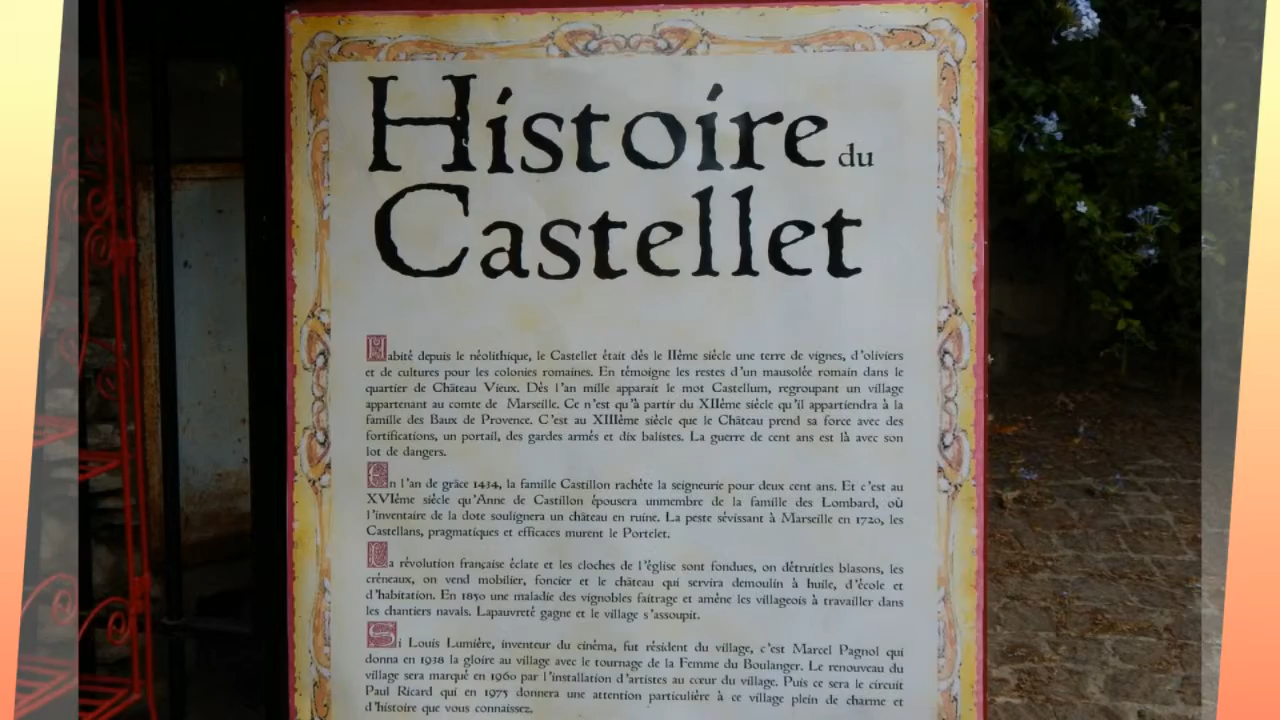 Histoire du
Castellet
Habité depuis le néolithique, le Castellet était dès le IIème siècle une terre de vignes, d'oliviers
et de cultures pour les colonies romaines. En témoigne les restes d'un mausolée romain dans le
quartier de Château Vieux. Dès l'an mille apparait le mot Castellum, regroupant un village
appartenant au comte de Marseille. Ce n'est qu'à partir du XIIème siècle qu'il appartiendra à la
famille des Baux de Provence. C'est au XIIIème siècle que le Château prend sa force avec des
fortifications, un portail, des gardes armés et dix balistes. La guerre de cent ans est là avec son
lot de dangers.
En l'an de grâce 1434, la famille Castillon rachète la seigneurie pour deux cent ans. Et c'est au
XVIème siècle qu'Anne de Castillon épousera unmembre de la famille des Lombard, où
l'inventaire de la dote soulignera un château en ruine. La peste sévissant à Marseille en 1720, les
Castellans, pragmatiques et efficaces murent le Portelet.
La révolution française éclate et les cloches de l'église sont fondues, on détruitles blasons, les
créneaux, on vend mobilier, foncier et le château qui servira demoulin à huile, d'école et
d'habitation. En 1850 une maladie des vignobles faitrage et amène les villageois à travailler dans
les chantiers navals. Lapauvreté gagne et le village s'assoupit.
Si Louis Lumière, inventeur du cinéma, fut résident du village, c'est Marcel Pagnol qui
donna en 1938 la gloire au village avec le tournage de la Femme du Boulanger. Le renouveau du
village sera marqué en 1960 par l'installation d'artistes au cœur du village. Puis ce sera le circuit
Paul Ricard qui en 1975 donnera une attention particulière à ce village plein de charme et
d'histoire que vous connaissez.